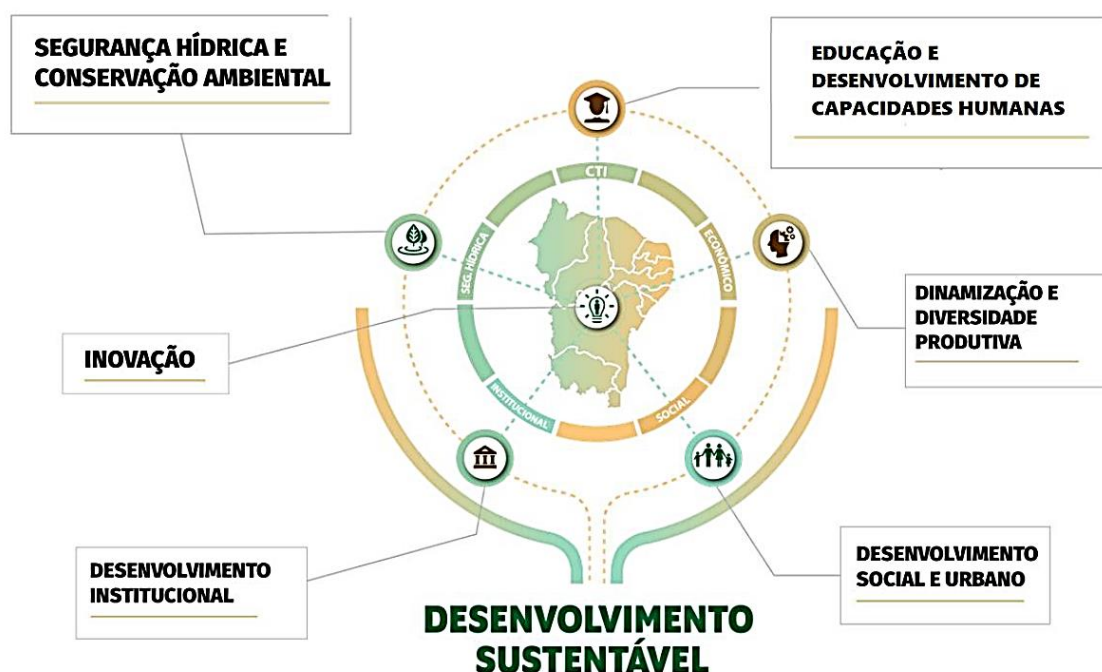 SEGURANÇA HÍDRICA E
CONSERVAÇÃO AMBIENTAL
EDUCAÇÃO E
DESENVOLVIMENTO DE
CAPACIDADES HUMANAS
CTI
SEG. HÍDRICA
ECONÔMICO
DINAMIZAÇÃO E
DIVERSIDADE
PRODUTIVA
INOVAÇÃO
INSTITUCIONAL
SOCIAL
DESENVOLVIMENTO
INSTITUCIONAL
DESENVOLVIMENTO
SOCIAL E URBANO
DESENVOLVIMENTO
SUSTENTÁVEL